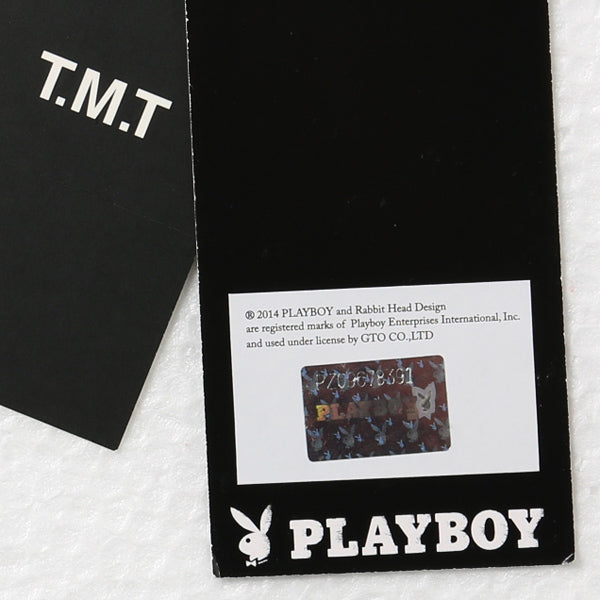 T.M.T
® 2014 PLAYBOY and Rabbit Head Design
are registered marks of Playboy Enterprises International, Inc.
and used under license by GTO CO.,LTD
PLAYBOY
PLAYBOY